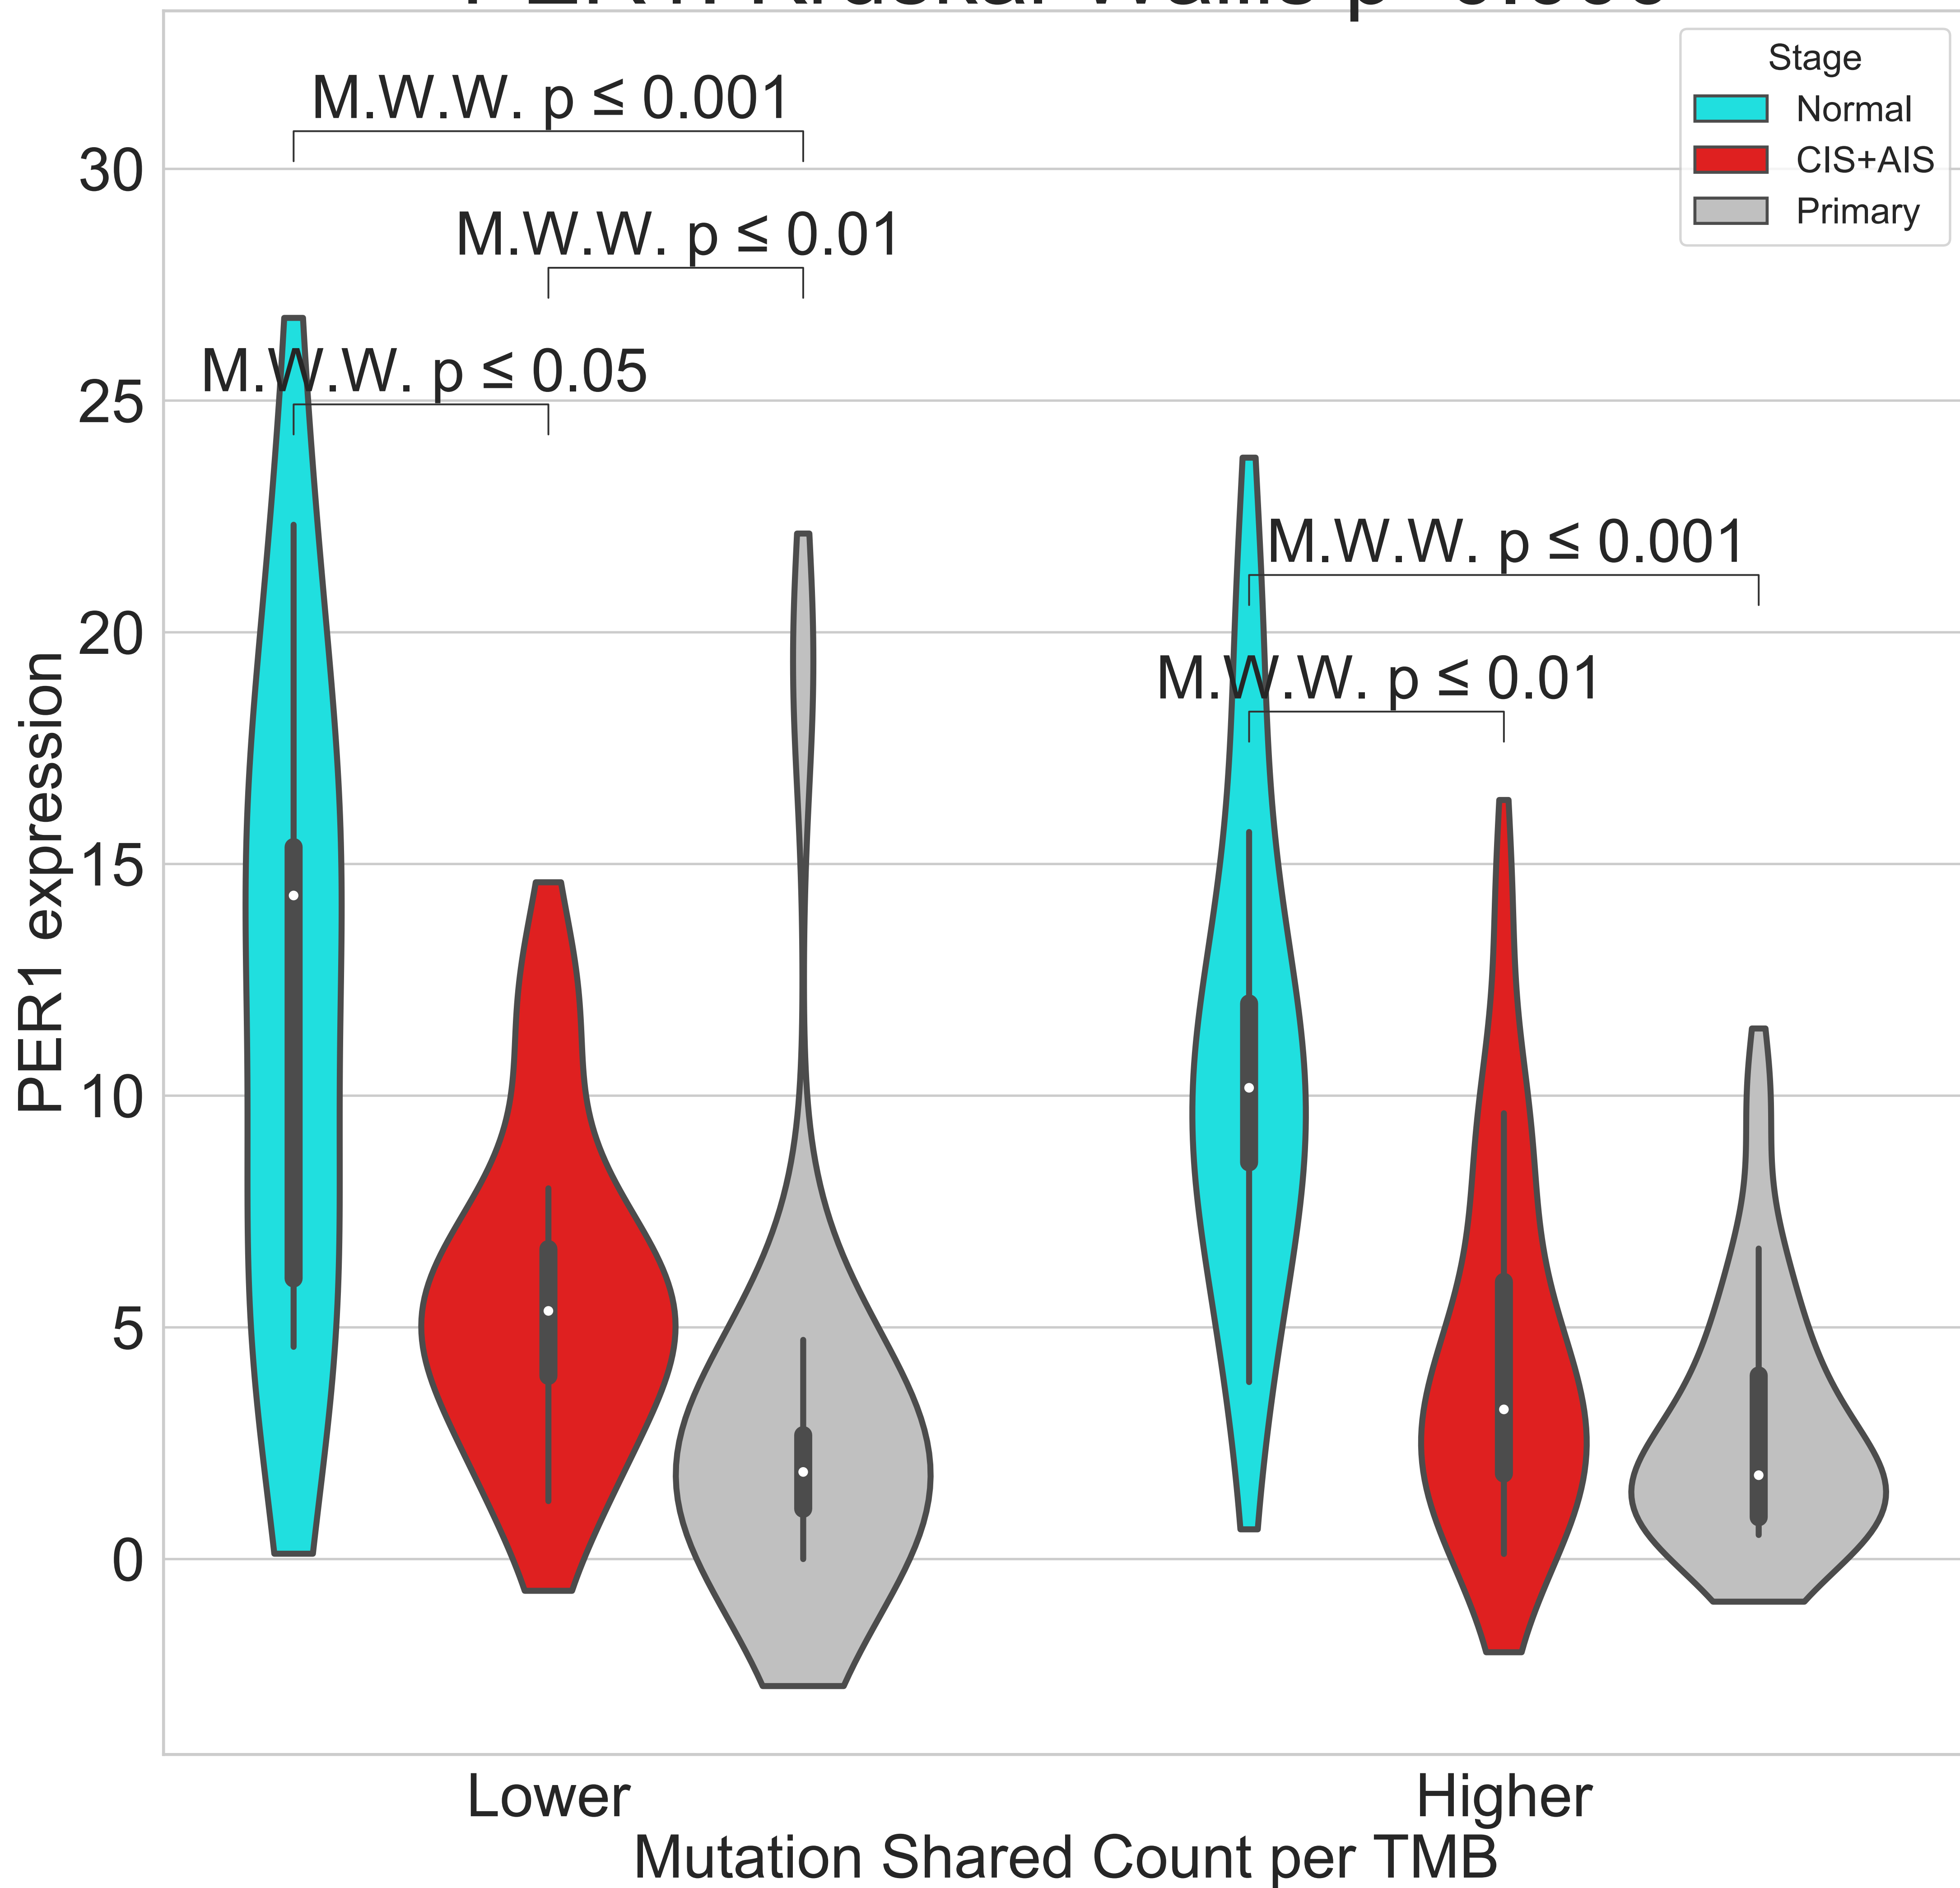 Stage
Normal
CIS+AIS
Primary
M.W.W. p ≤ 0.001
M.W.W. p ≤ 0.01
M.W.W. p ≤ 0.05
M.W.W. p ≤ 0.001
M.W.W. p ≤ 0.01
30
25
20
15
10
5
0
PER1 expression
Lower
Higher
Mutation Shared Count per TMB